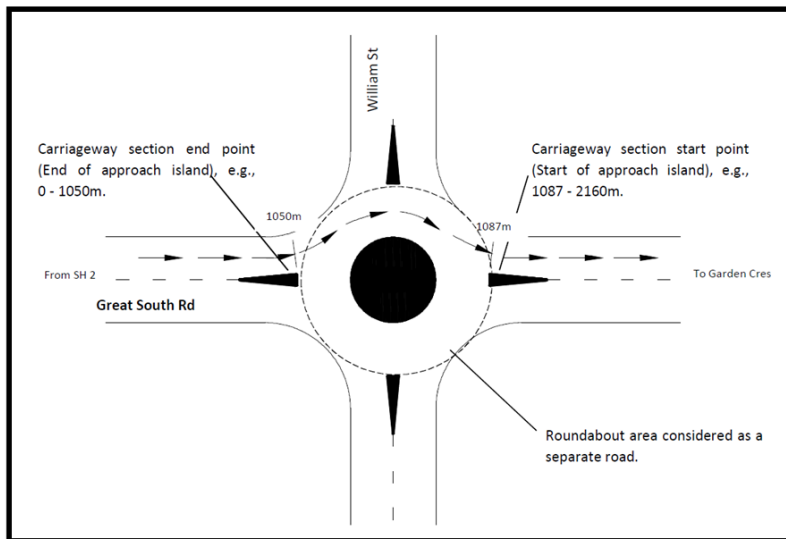 William St
Carriageway section end point
(End of approach island), e.g.,
0 - 1050m.
Carriageway section start point
(Start of approach island), e.g.,
1087 - 2160m.
1050m
1087m
From SH 2
To Garden Cres
Great South Rd
Roundabout area considered as a
separate road.